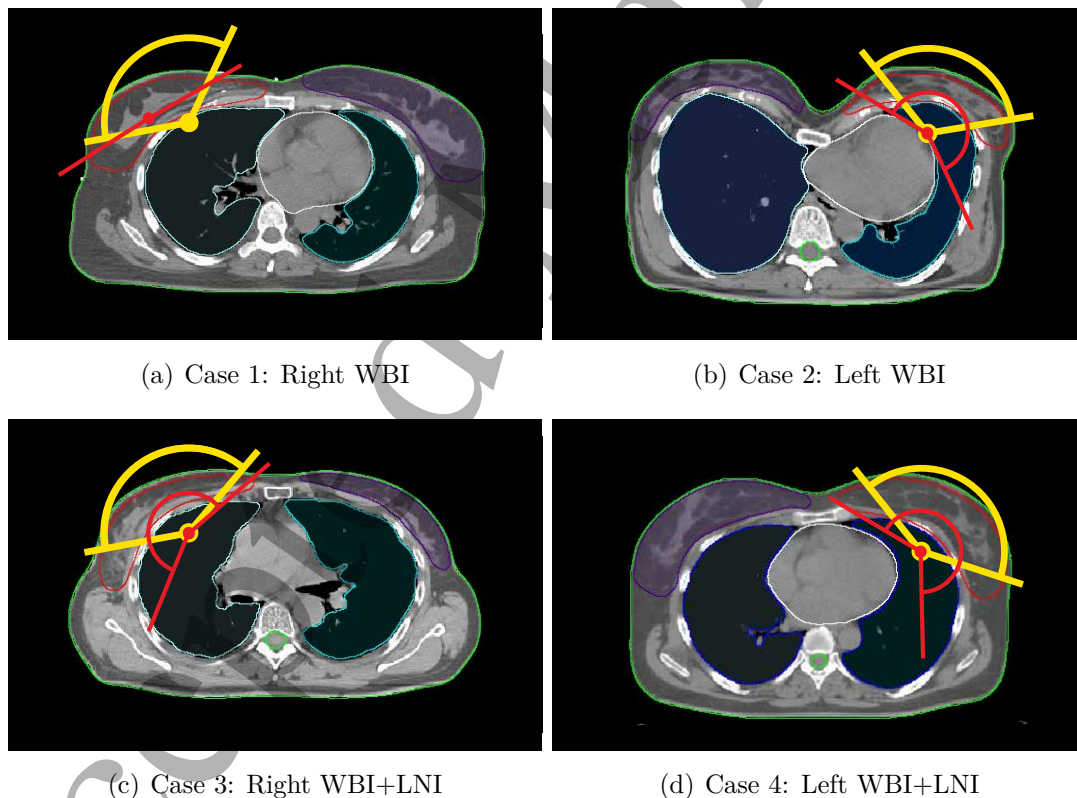 (a) Case 1: Right WBI
(b) Case 2: Left WBI
(c) Case 3: Right WBI+LNI
(d) Case 4: Left WBI+LNI